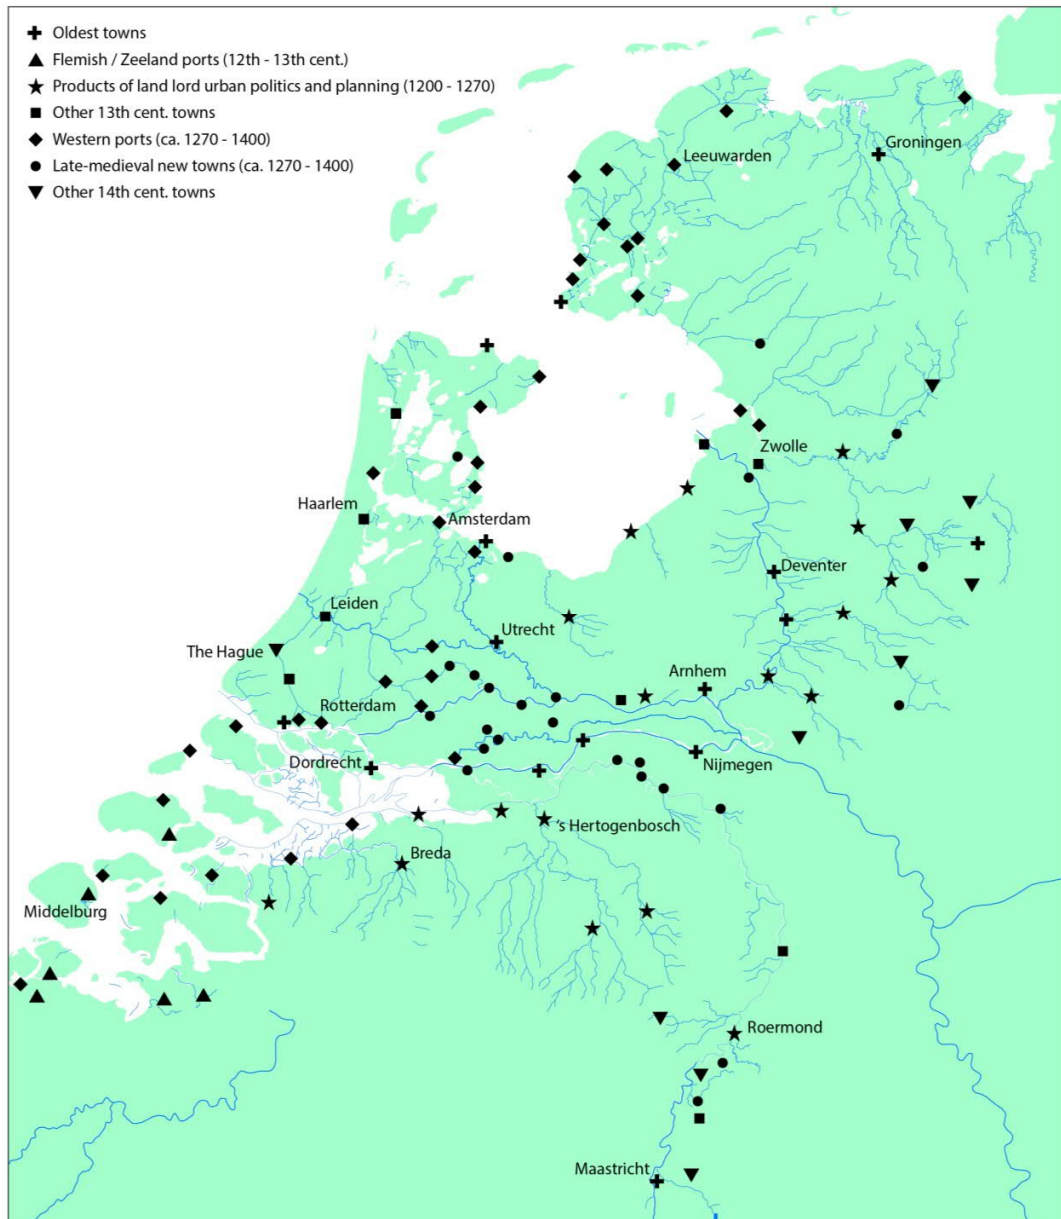 Oldest towns
Flemish / Zeeland ports (12th - 13th cent.)
Products of land lord urban politics and planning (1200 - 1270)
Other 13th cent. towns
Western ports (ca. 1270 - 1400)
Late-medieval new towns (ca. 1270 - 1400)
Other 14th cent. towns
Groningen
Leeuwarden
Zwolle
Haarlem
Amsterdam
Deventer
Leiden
Utrecht
The Hague
Arnhem
Rotterdam
Dordrecht
Nijmegen
's Hertogenbosch
Breda
Middelburg
Roermond
Maastricht